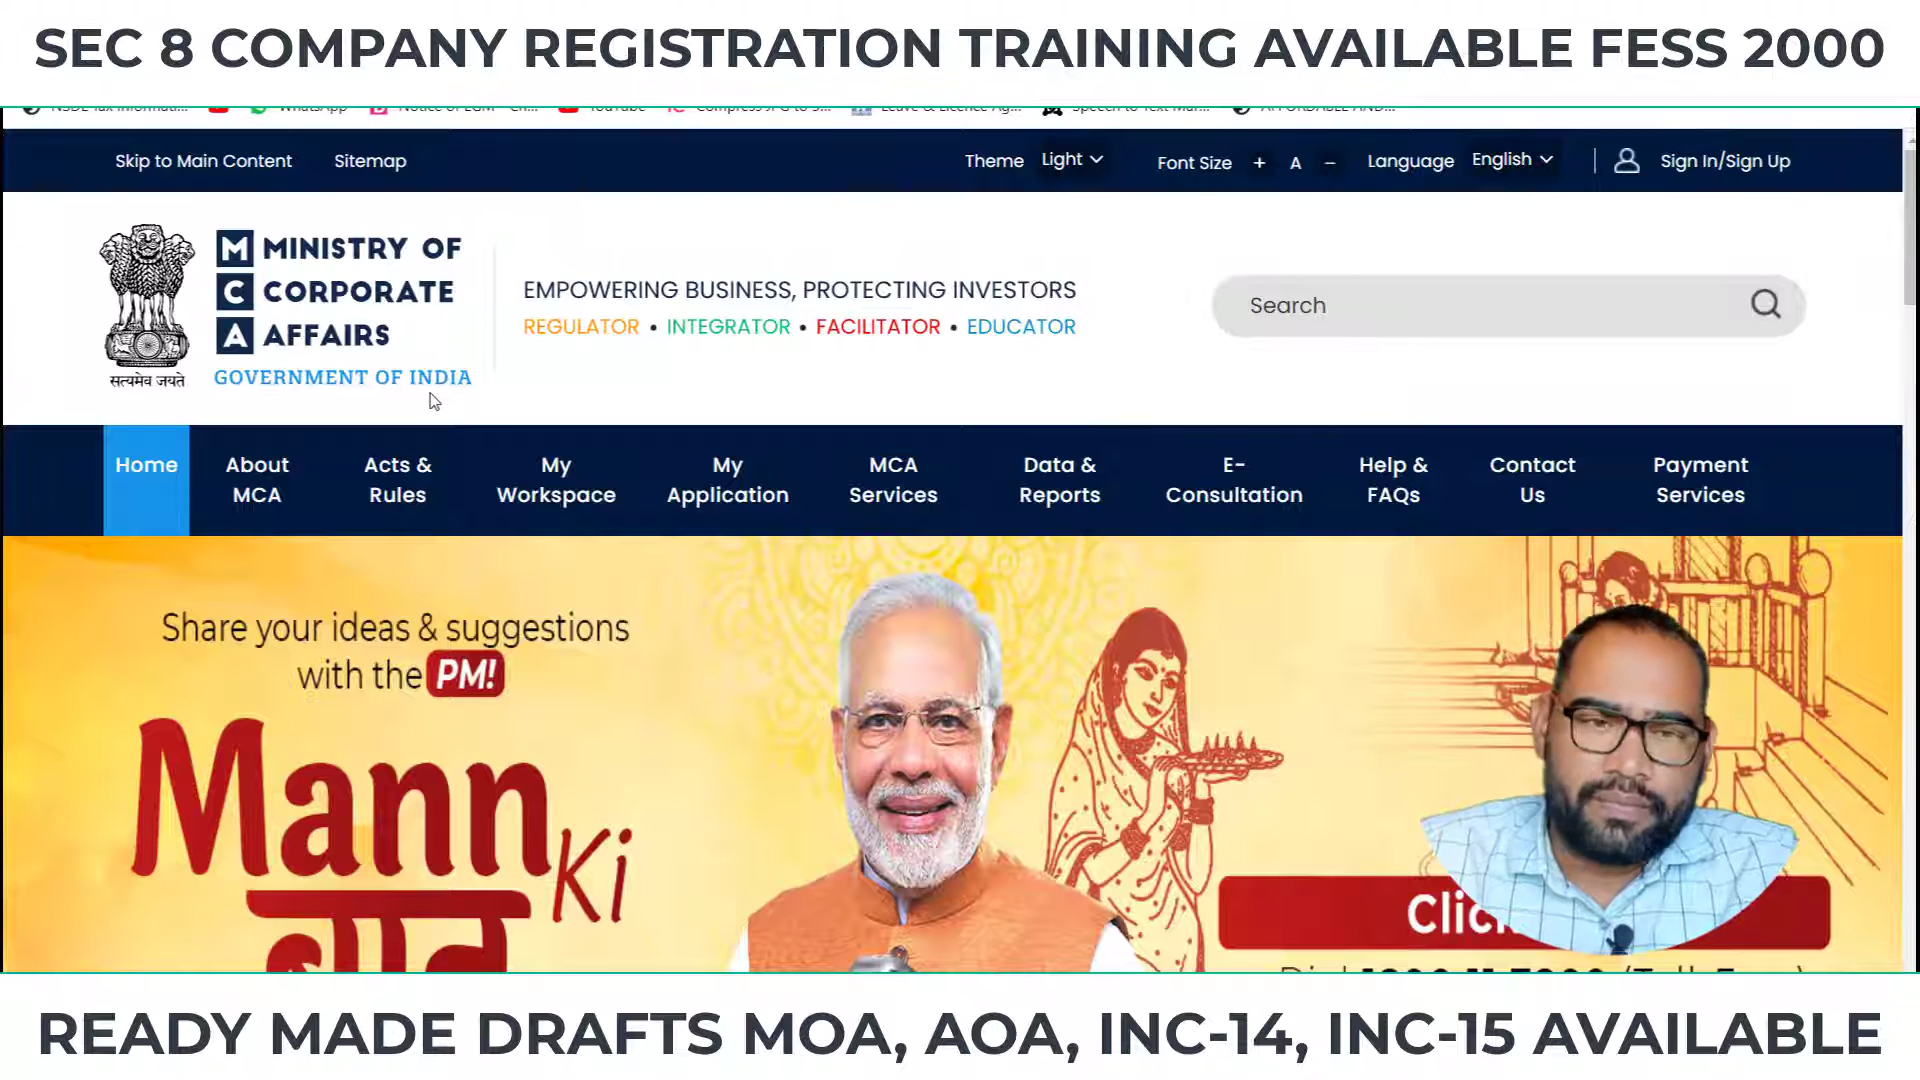 SEC 8 COMPANY REGISTRATION TRAINING AVAILABLE FESS 2000
Skip to Main Content Sitemap Theme Light Font Size + A - Language English Sign In/Sign Up
M MINISTRY OF
C CORPORATE
A AFFAIRS
GOVERNMENT OF INDIA
सत्यमेव जयते
EMPOWERING BUSINESS, PROTECTING INVESTORS
REGULATOR • INTEGRATOR • FACILITATOR • EDUCATOR
Search
Home About MCA Acts & Rules My Workspace My Application MCA Services Data & Reports E-Consultation Help & FAQs Contact Us Payment Services
Share your ideas & suggestions
with the PM!
Mann
Ki
बात
READY MADE DRAFTS MOA, AOA, INC-14, INC-15 AVAILABLE